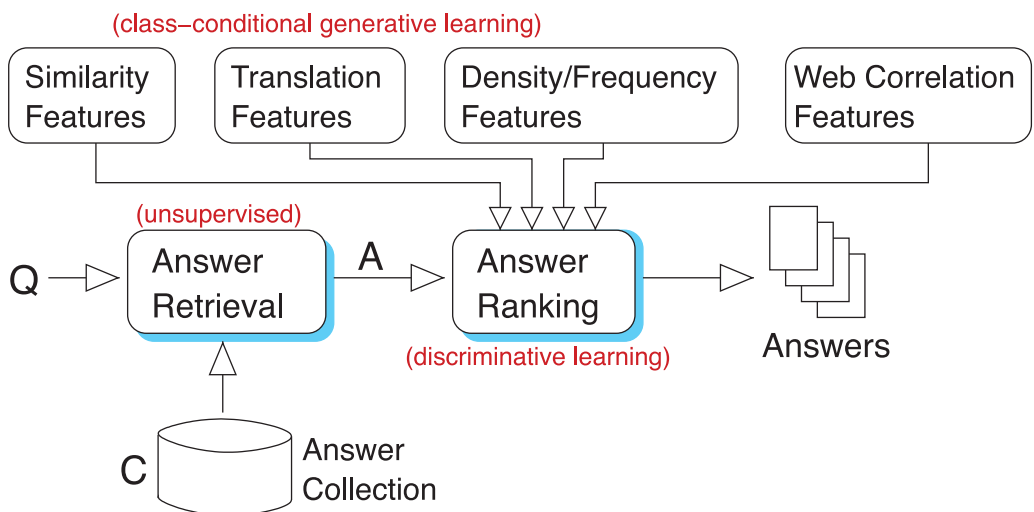 (class−conditional generative learning)
Similarity
Features
Translation
Features
Density/Frequency
Features
Web Correlation
Features
(unsupervised)
Q
Answer
Retrieval
A
Answer
Ranking
(discriminative learning)
Answers
C
Answer
Collection